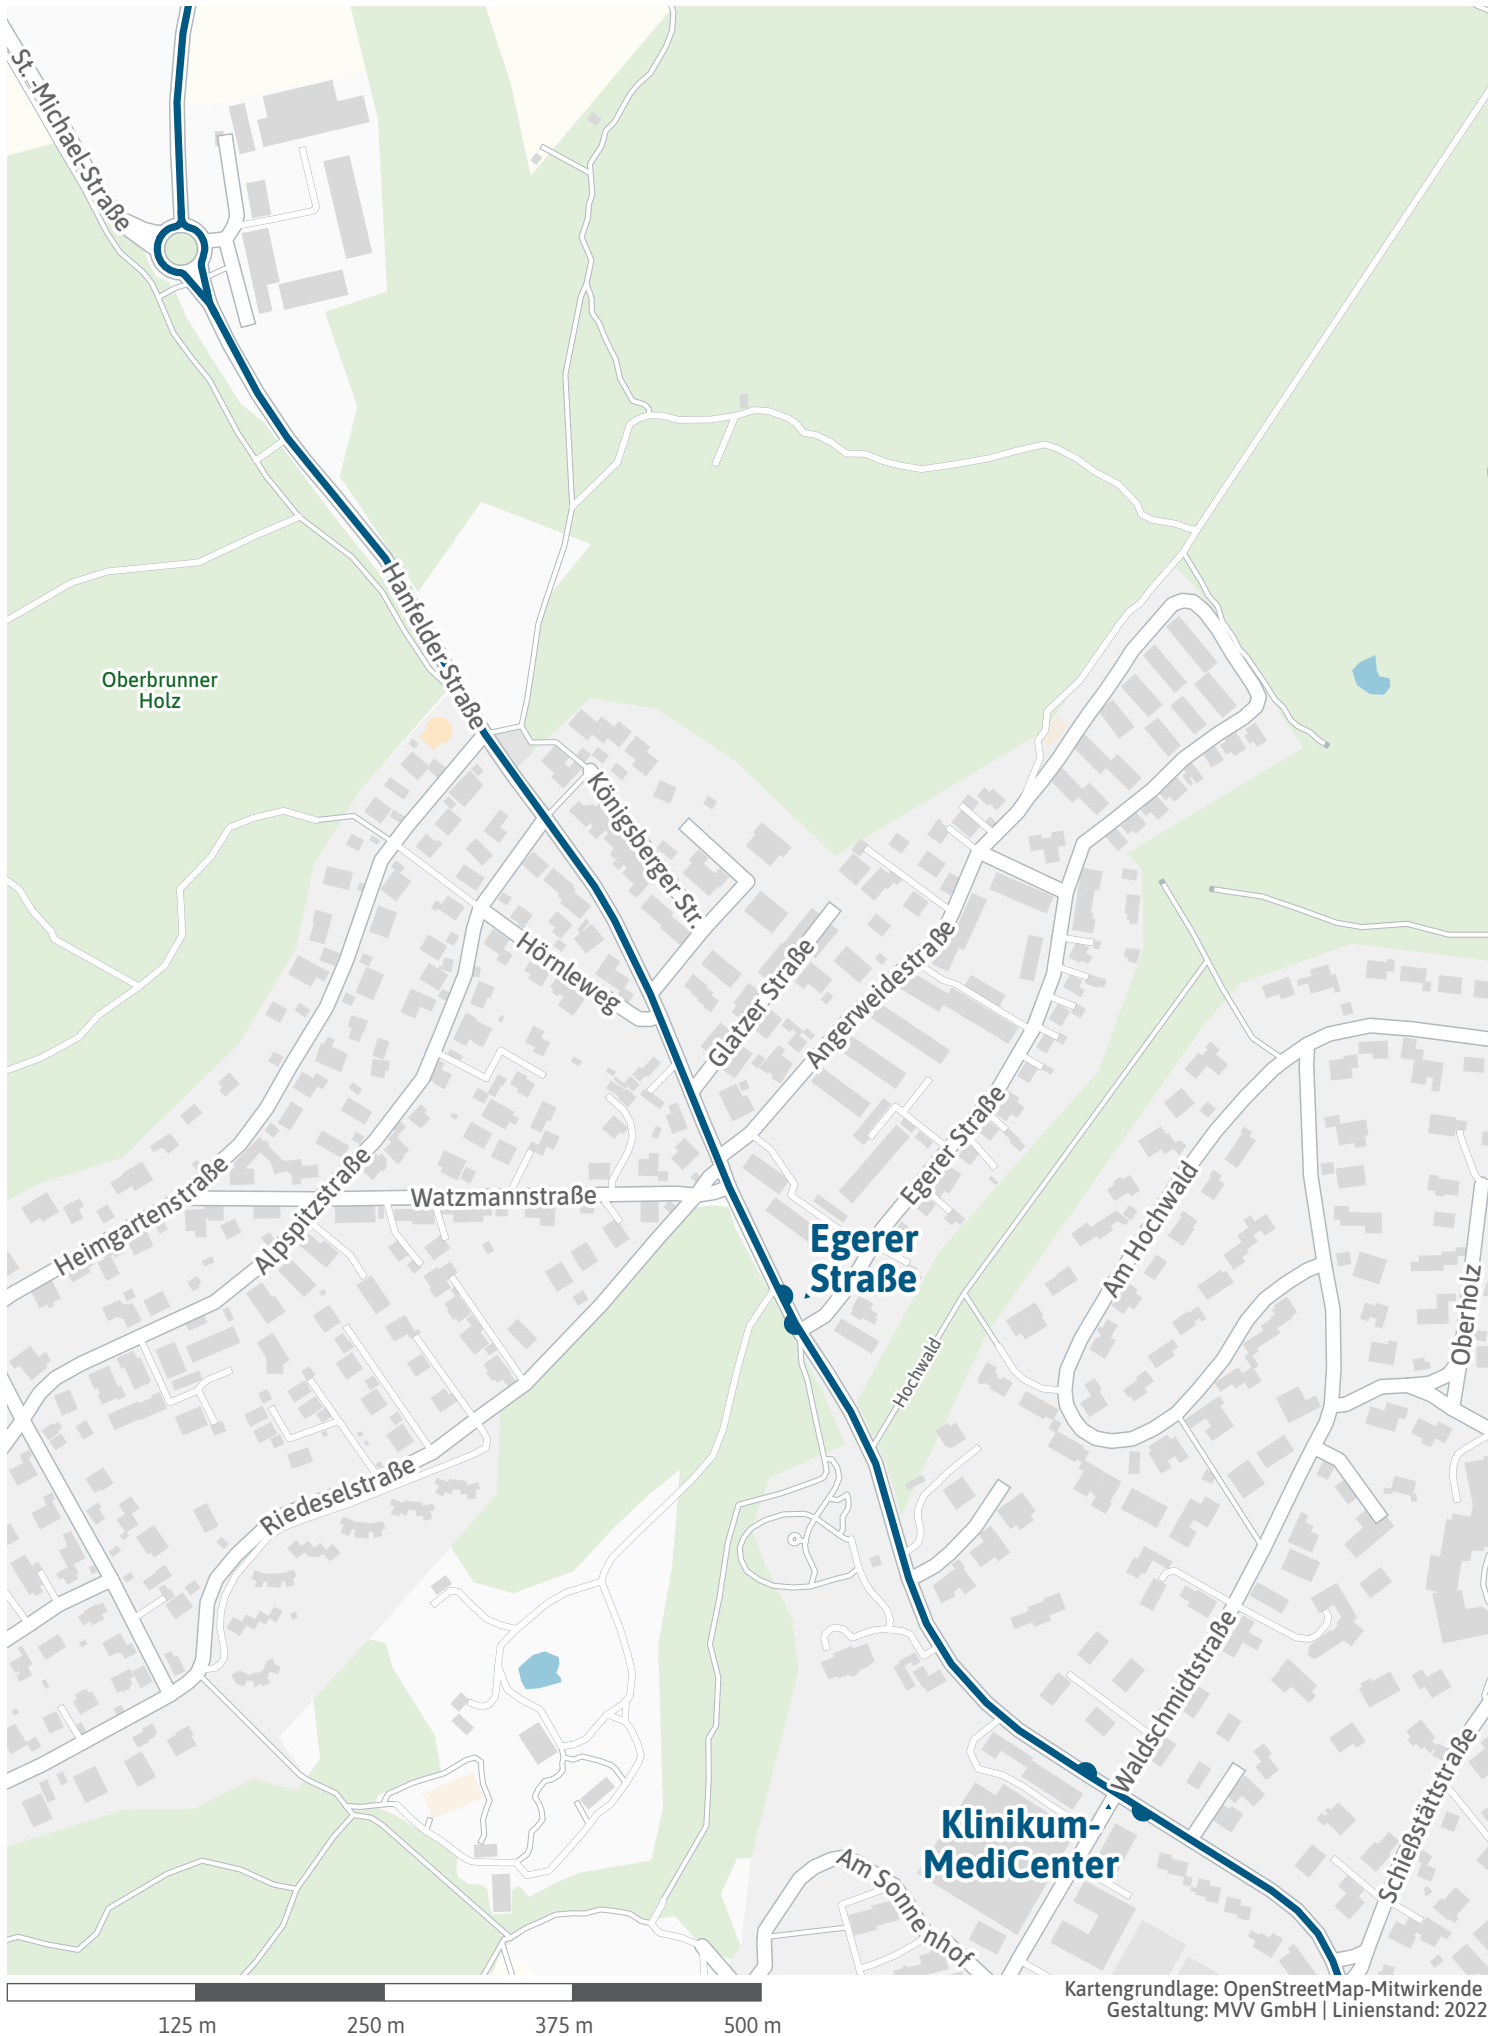 St.-Michael-Straße
Hanfelder Straße
Oberbrunner
Holz
Königsberger Str.
Hörnleweg
Glatzer Straße
Angerweidestraße
Egerer Straße
Heimgartenstraße
Alpspitzstraße
Watzmannstraße
Am Hochwald
Egerer
Straße
Oberholz
Hochwald
Riedeselstraße
Waldschmidtstraße
Schießstättstraße
Klinikum-
MediCenter
Am Sonnenhof
Kartengrundlage: OpenStreetMap-Mitwirkende
Gestaltung: MVV GmbH | Linienstand: 2022
125 m
250 m
375 m
500 m